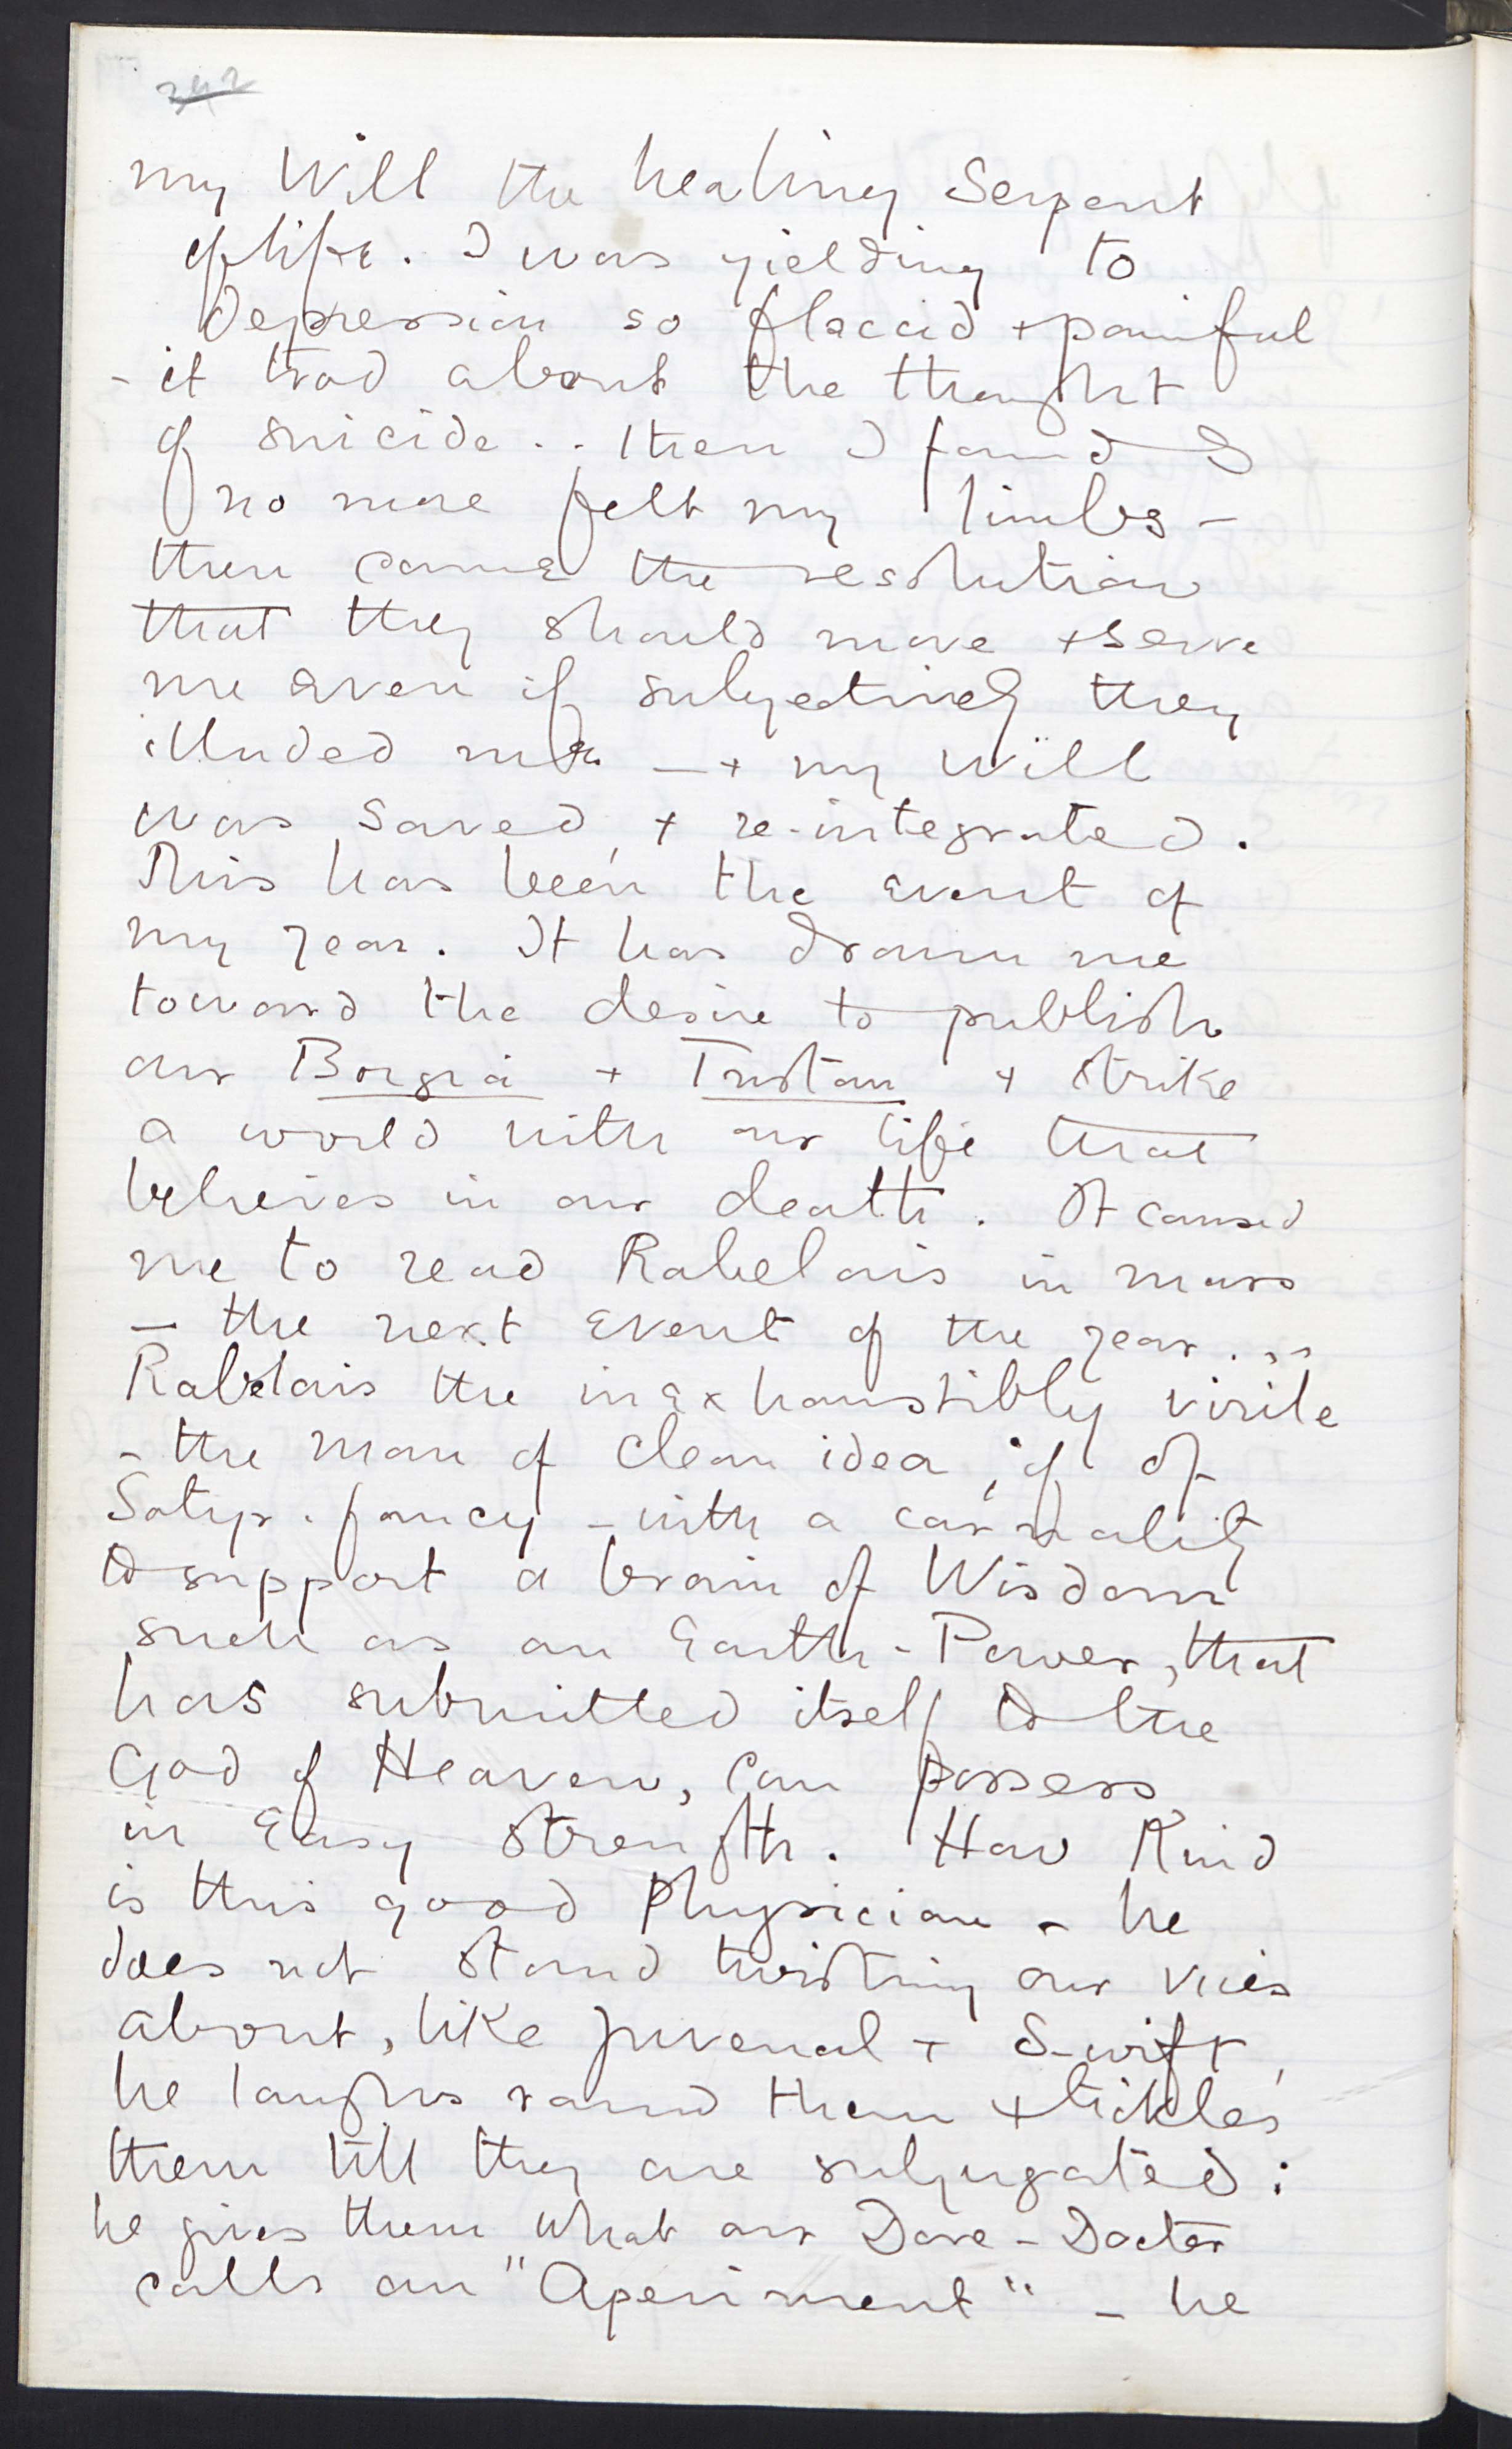 342
my Will the healing Serpent
of life. I was yielding to
depression so flaccid + painful
- it trod about the thought
of suicide .. then I found I
no more felt my limbs -
then came the resolution
that they should move + serve
me even if subjectively they
illuded me - + my Will
was saved, + re-integrated.
This has been the event of
my year. It has drawn me
toward the desire to publish
our Borgia + Tristan + strike
a world with our life that
believes in our death. It caused
me to read Rabelais in mass
- the next event of the year ...
Rabelais the inexhaustibly virile
- the man of clean idea, if of
Satyr-fancy - with a carnality
to support a brain of Wisdom
such as an Earth-Power, that
has submitted itself to the
God of Heaven, can possess
in Easy strength. How Kind
is this good Physician - he
does not stand twisting our vices
about, like Juvenal + Swift,
he laughs round them + tickles
them till they are subjugated:
he gives them what our Dove-Doctor
calls an "Aperiment" - he